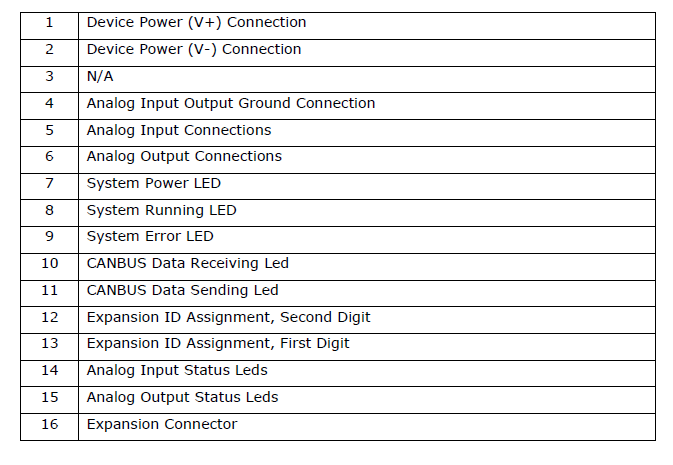 1 Device Power (V+) Connection
2 Device Power (V-) Connection
3 N/A
4 Analog Input Output Ground Connection
5 Analog Input Connections
6 Analog Output Connections
7 System Power LED
8 System Running LED
9 System Error LED
10 CANBUS Data Receiving Led
11 CANBUS Data Sending Led
12 Expansion ID Assignment, Second Digit
13 Expansion ID Assignment, First Digit
14 Analog Input Status Leds
15 Analog Output Status Leds
16 Expansion Connector